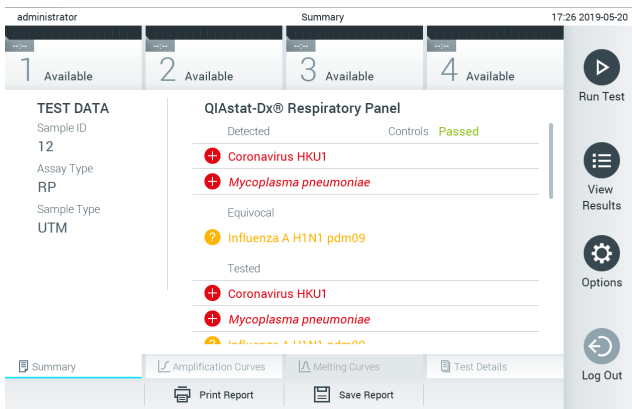 administrator Summary 17:26 2019-05-20
--:-- --:-- --:-- --:--
1 Available 2 Available 3 Available 4 Available
Run Test
TEST DATA
Sample ID
12
Assay Type
RP
Sample Type
UTM
QIAstat-Dx® Respiratory Panel
Detected Controls Passed
Coronavirus HKU1
Mycoplasma pneumoniae
Equivocal
? Influenza A H1N1 pdm09
Tested
Coronavirus HKU1
Mycoplasma pneumoniae
? Influenza A H1N1 pdm09
View
Results
Options
Log Out
Summary Amplification Curves Melting Curves Test Details
Print Report Save Report